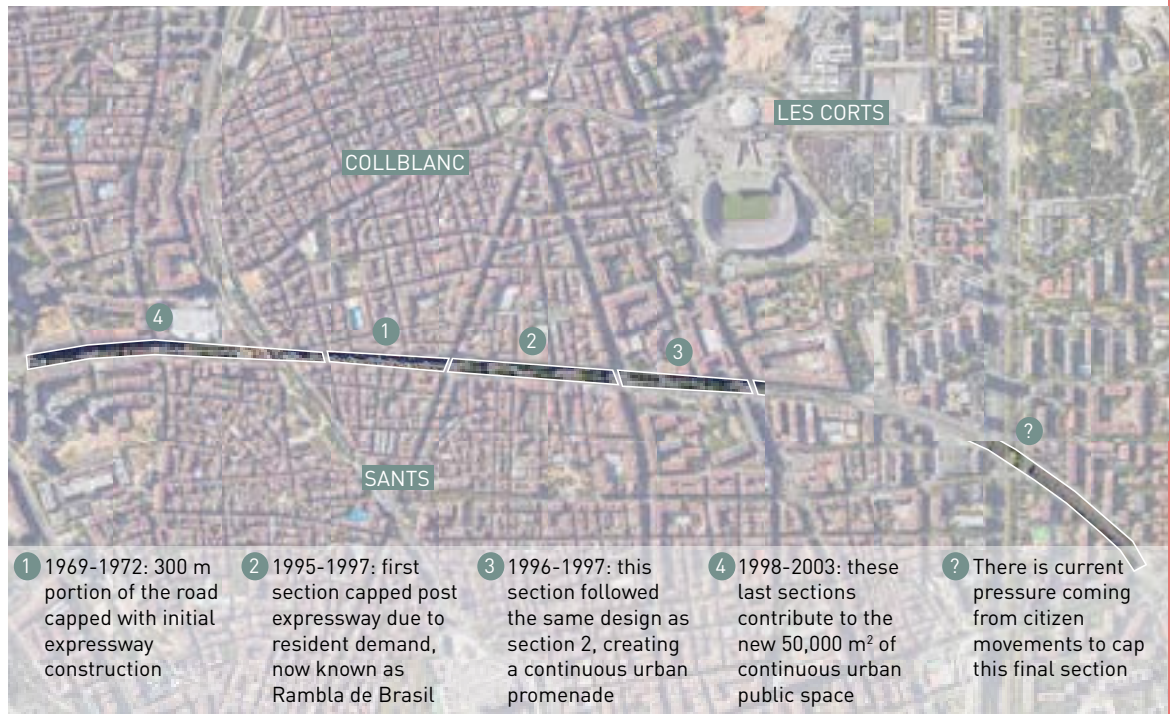 LES CORTS
COLLBLANC
4
1
2
3
?
SANTS
1 1969-1972: 300 m
portion of the road
capped with initial
expressway
construction
2 1995-1997: first
section capped post
expressway due to
resident demand,
now known as
Rambla de Brasil
3 1996-1997: this
section followed
the same design as
section 2, creating
a continuous urban
promenade
4 1998-2003: these
last sections
contribute to the
new 50,000 m² of
continuous urban
public space
? There is current
pressure coming
from citizen
movements to cap
this final section